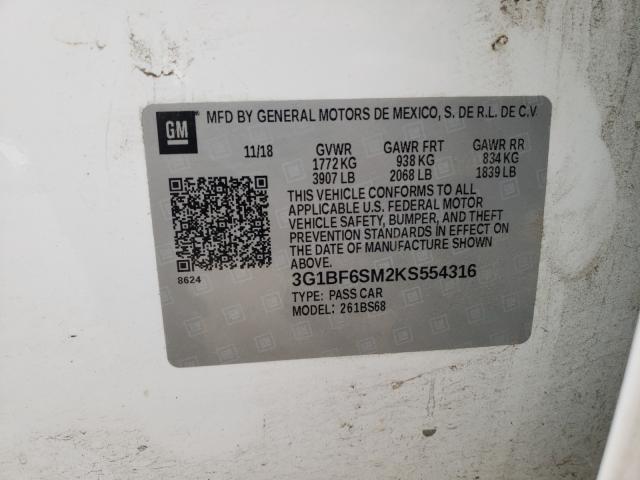 GM
MFD BY GENERAL MOTORS DE MEXICO, S. DE R.L. DE C.V
11/18 GVWR GAWR FRT GAWR RR
1772 KG 938 KG 834 KG
3907 LB 2068 LB 1839 LB
THIS VEHICLE CONFORMS TO ALL
APPLICABLE U.S. FEDERAL MOTOR
VEHICLE SAFETY, BUMPER, AND THEFT
PREVENTION STANDARDS IN EFFECT ON
THE DATE OF MANUFACTURE SHOWN
ABOVE.
8624
3G1BF6SM2KS554316
TYPE: PASS CAR
MODEL: 261BS68